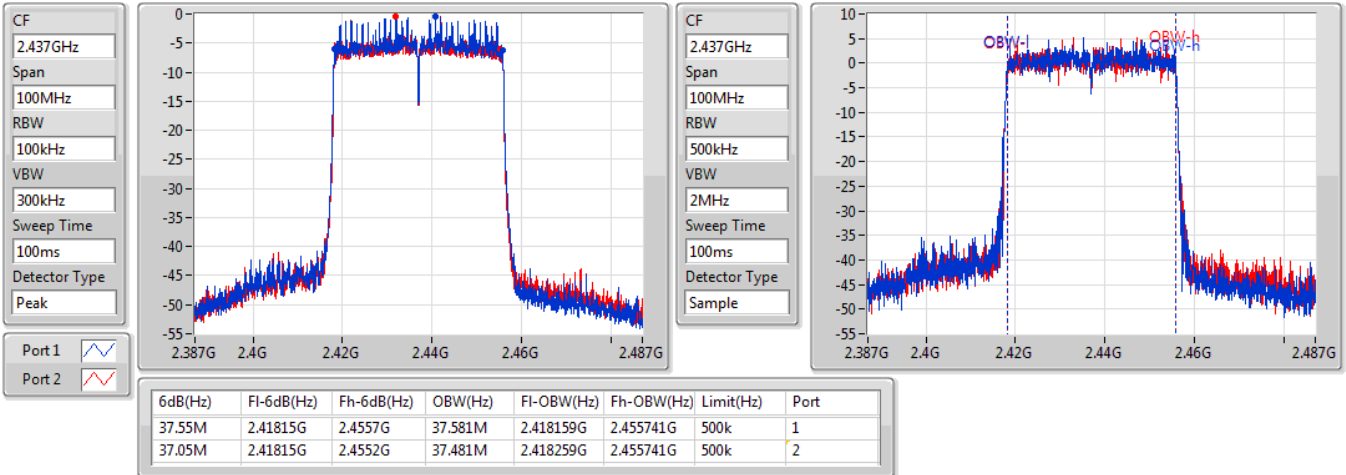 CF
2.437GHz
Span
100MHz
RBW
100kHz
VBW
300kHz
Sweep Time
100ms
Detector Type
Peak
Port 1
Port 2
0
-5
-10
-15
-20
-25
-30
-35
-40
-45
-50
-55
2.387G 2.4G 2.42G 2.44G 2.46G 2.487G
CF
2.437GHz
Span
100MHz
RBW
500kHz
VBW
2MHz
Sweep Time
100ms
Detector Type
Sample
10
5
0
-5
-10
-15
-20
-25
-30
-35
-40
-45
-50
-55
OBW-l
OBW-h
OBW-h
2.387G 2.4G 2.42G 2.44G 2.46G 2.487G
6dB(Hz) Fl-6dB(Hz) Fh-6dB(Hz) OBW(Hz) Fl-OBW(Hz) Fh-OBW(Hz) Limit(Hz) Port
37.55M 2.41815G 2.4557G 37.581M 2.418159G 2.455741G 500k 1
37.05M 2.41815G 2.4552G 37.481M 2.418259G 2.455741G 500k 2